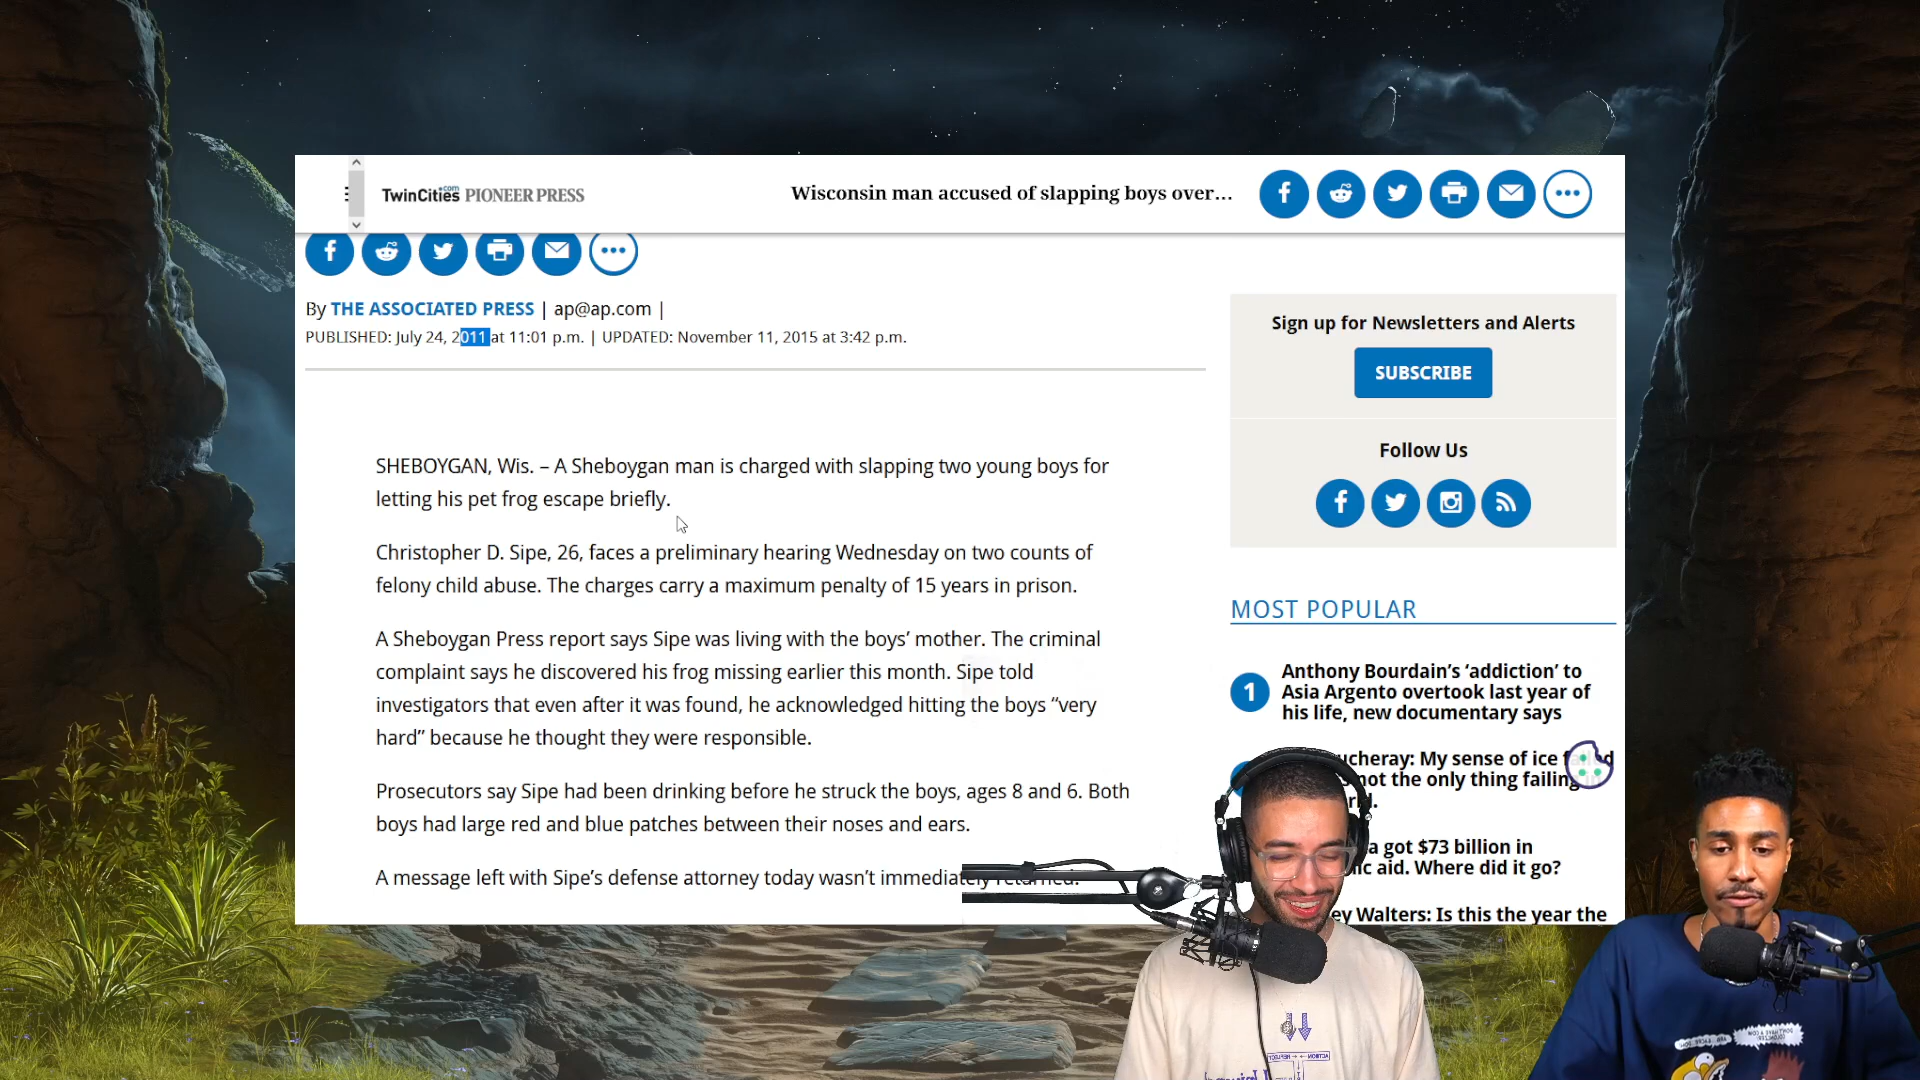 TwinCities.com PIONEER PRESS
Wisconsin man accused of slapping boys over...
By THE ASSOCIATED PRESS | ap@ap.com |
PUBLISHED: July 24, 2011 at 11:01 p.m. | UPDATED: November 11, 2015 at 3:42 p.m.
SHEBOYGAN, Wis. – A Sheboygan man is charged with slapping two young boys for
letting his pet frog escape briefly.
Christopher D. Sipe, 26, faces a preliminary hearing Wednesday on two counts of
felony child abuse. The charges carry a maximum penalty of 15 years in prison.
A Sheboygan Press report says Sipe was living with the boys’ mother. The criminal
complaint says he discovered his frog missing earlier this month. Sipe told
investigators that even after it was found, he acknowledged hitting the boys “very
hard” because he thought they were responsible.
Prosecutors say Sipe had been drinking before he struck the boys, ages 8 and 6. Both
boys had large red and blue patches between their noses and ears.
A message left with Sipe’s defense attorney today wasn’t immediately returned.
Sign up for Newsletters and Alerts
SUBSCRIBE
Follow Us
MOST POPULAR
1
Anthony Bourdain’s ‘addiction’ to
Asia Argento overtook last year of
his life, new documentary says
My sense of ice
not the only thing failing
got $73 billion in
aid. Where did it go?
Walters: Is this the year the